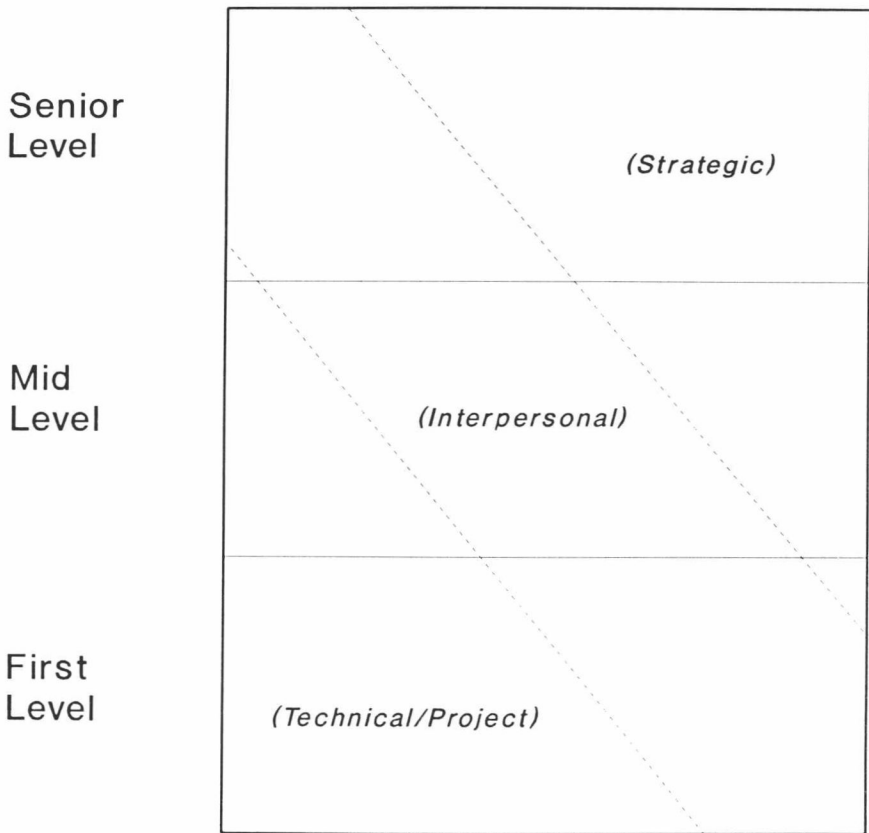 Senior
Level
(Strategic)
Mid
Level
(Interpersonal)
First
Level
(Technical/Project)